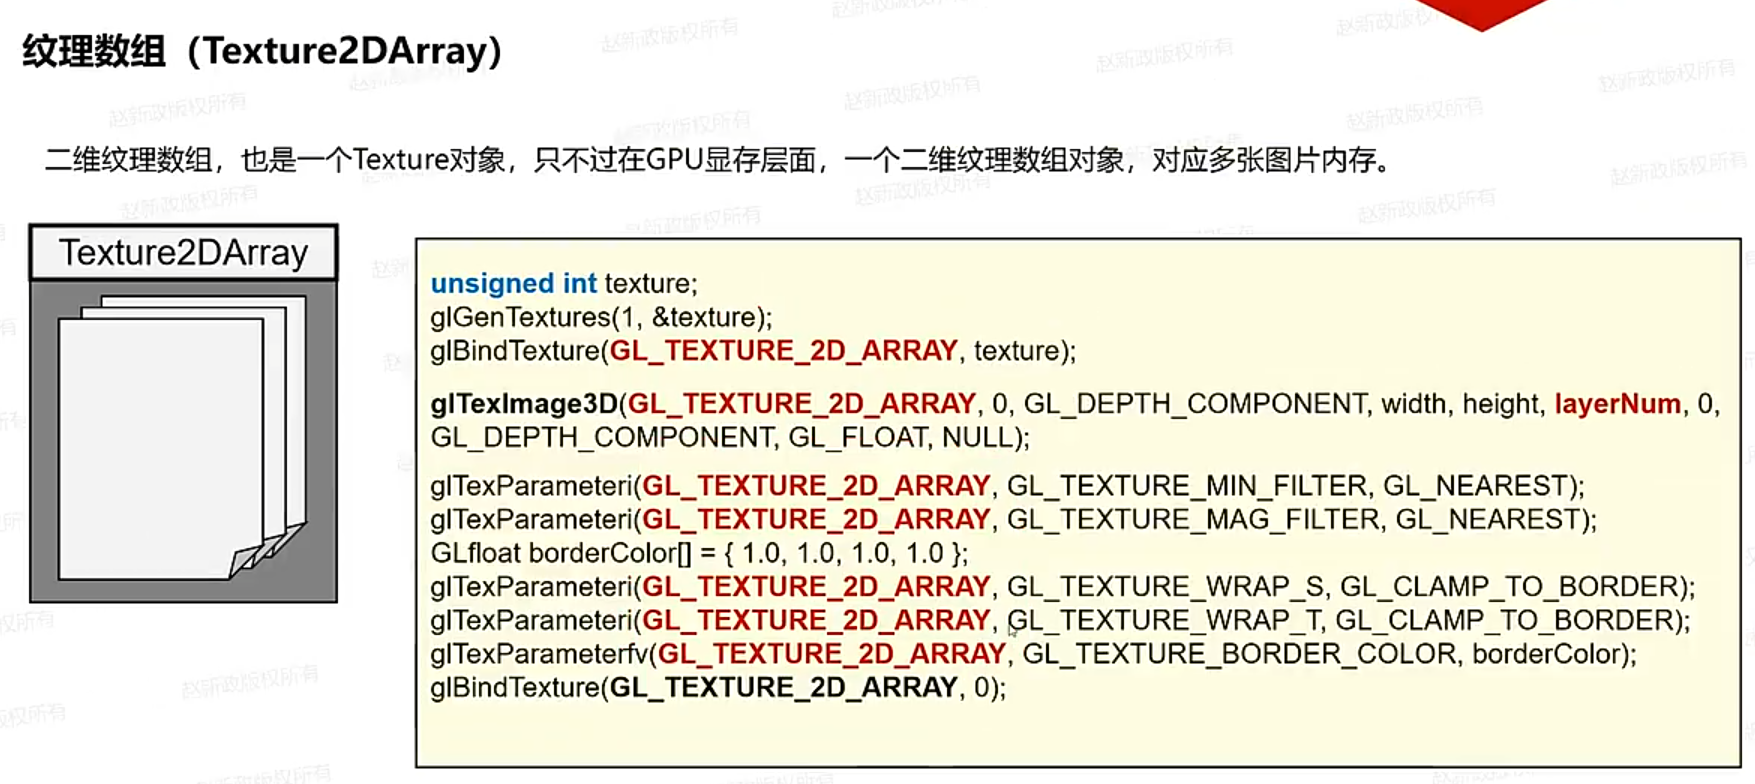 纹理数组（Texture2DArray）
二维纹理数组，也是一个Texture对象，只不过在GPU显存层面，一个二维纹理数组对象，对应多张图片内存。
Texture2DArray
unsigned int texture;
glGenTextures(1, &texture);
glBindTexture(GL_TEXTURE_2D_ARRAY, texture);
glTexImage3D(GL_TEXTURE_2D_ARRAY, 0, GL_DEPTH_COMPONENT, width, height, layerNum, 0,
GL_DEPTH_COMPONENT, GL_FLOAT, NULL);
glTexParameteri(GL_TEXTURE_2D_ARRAY, GL_TEXTURE_MIN_FILTER, GL_NEAREST);
glTexParameteri(GL_TEXTURE_2D_ARRAY, GL_TEXTURE_MAG_FILTER, GL_NEAREST);
GLfloat borderColor[] = { 1.0, 1.0, 1.0, 1.0 };
glTexParameteri(GL_TEXTURE_2D_ARRAY, GL_TEXTURE_WRAP_S, GL_CLAMP_TO_BORDER);
glTexParameteri(GL_TEXTURE_2D_ARRAY, GL_TEXTURE_WRAP_T, GL_CLAMP_TO_BORDER);
glTexParameterfv(GL_TEXTURE_2D_ARRAY, GL_TEXTURE_BORDER_COLOR, borderColor);
glBindTexture(GL_TEXTURE_2D_ARRAY, 0);
赵新政版权所有